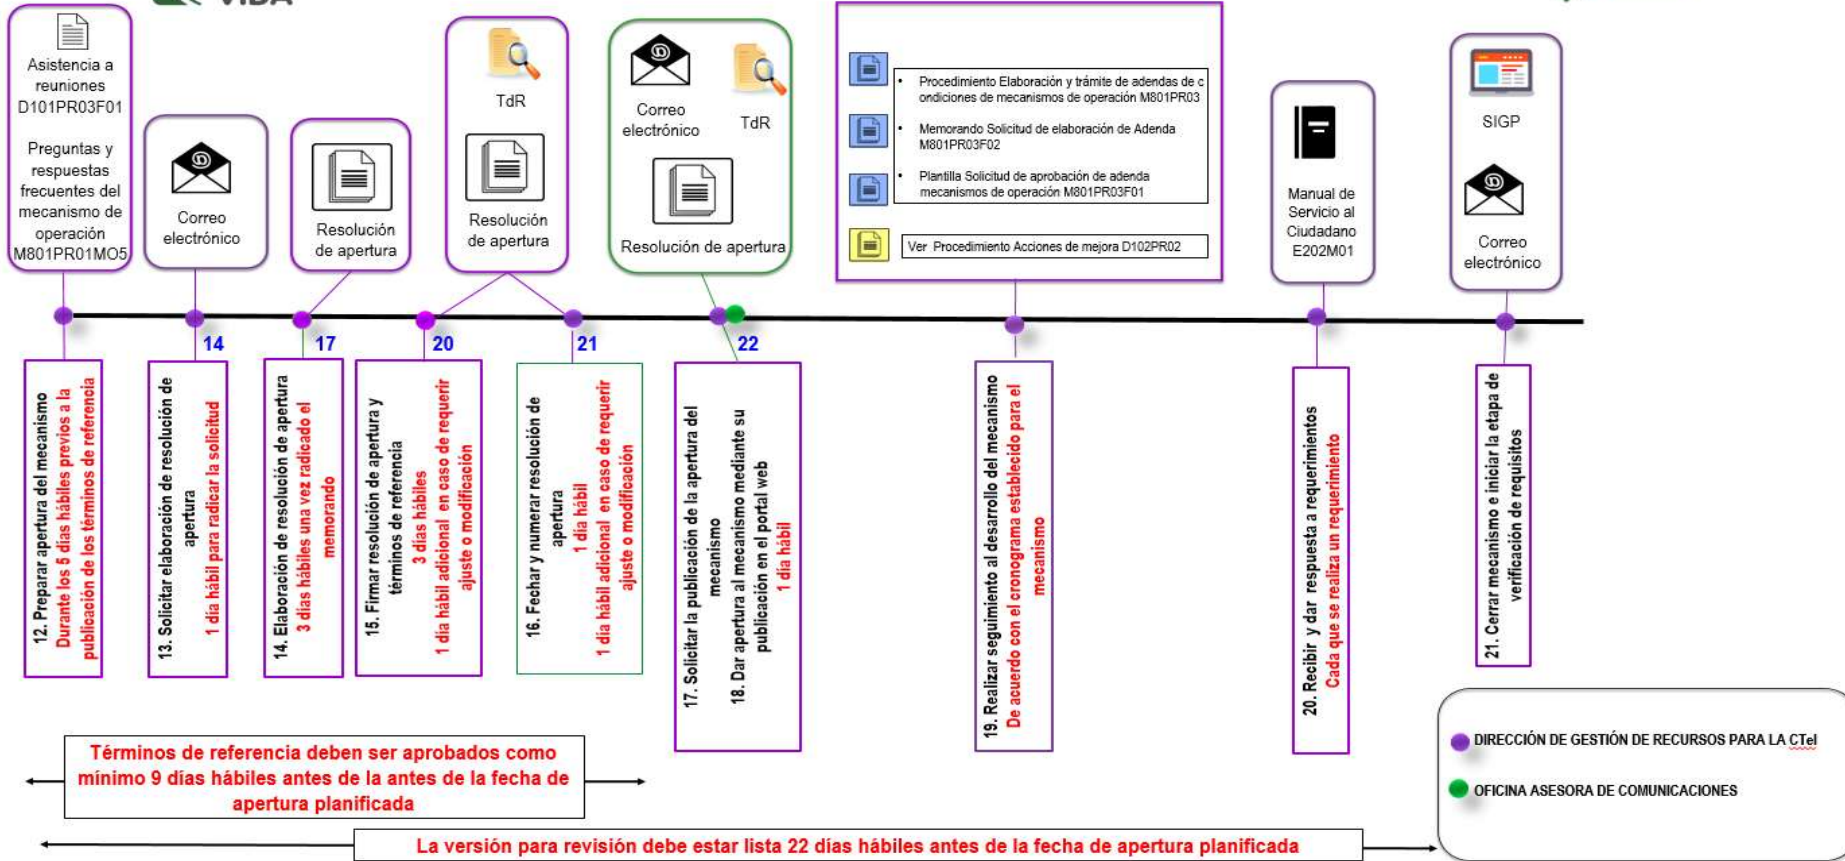 VIDA
Asistencia a
reuniones
D101PR03F01
Preguntas y
respuestas
frecuentes del
mecanismo de
operación
M801PR01MO5
Correo
electrónico
Resolución
de apertura
TdR
Resolución
de apertura
Correo
electrónico
TdR
Resolución de apertura
• Procedimiento Elaboración y trámite de adendas de c
ondiciones de mecanismos de operación M801PR03
• Memorando Solicitud de elaboración de Adenda
M801PR03F02
• Plantilla Solicitud de aprobación de adenda
mecanismos de operación M801PR03F01
Ver Procedimiento Acciones de mejora D102PR02
Manual de
Servicio al
Ciudadano
E202M01
SIGP
Correo
electrónico
14
17
20
21
22
12. Preparar apertura del mecanismo
Durante los 5 días hábiles previos a la
publicación de los términos de referencia
13. Solicitar elaboración de resolución de
apertura
1 día hábil para radicar la solicitud
14. Elaboración de resolución de apertura
3 días hábiles una vez radicado el
memorando
15. Firmar resolución de apertura y
términos de referencia
3 días hábiles
1 día hábil adicional en caso de requerir
ajuste o modificación
16. Fechar y numerar resolución de
apertura
1 día hábil
1 día hábil adicional en caso de requerir
ajuste o modificación
17. Solicitar la publicación de la apertura del
mecanismo
18. Dar apertura al mecanismo mediante su
publicación en el portal web
1 día hábil
19. Realizar seguimiento al desarrollo del mecanismo
De acuerdo con el cronograma establecido para el
mecanismo
20. Recibir y dar respuesta a requerimientos
Cada que se realiza un requerimiento
21. Cerrar mecanismo e iniciar la etapa de
verificación de requisitos
Términos de referencia deben ser aprobados como
mínimo 9 días hábiles antes de la antes de la fecha de
apertura planificada
La versión para revisión debe estar lista 22 días hábiles antes de la fecha de apertura planificada
DIRECCIÓN DE GESTIÓN DE RECURSOS PARA LA CTeI
OFICINA ASESORA DE COMUNICACIONES